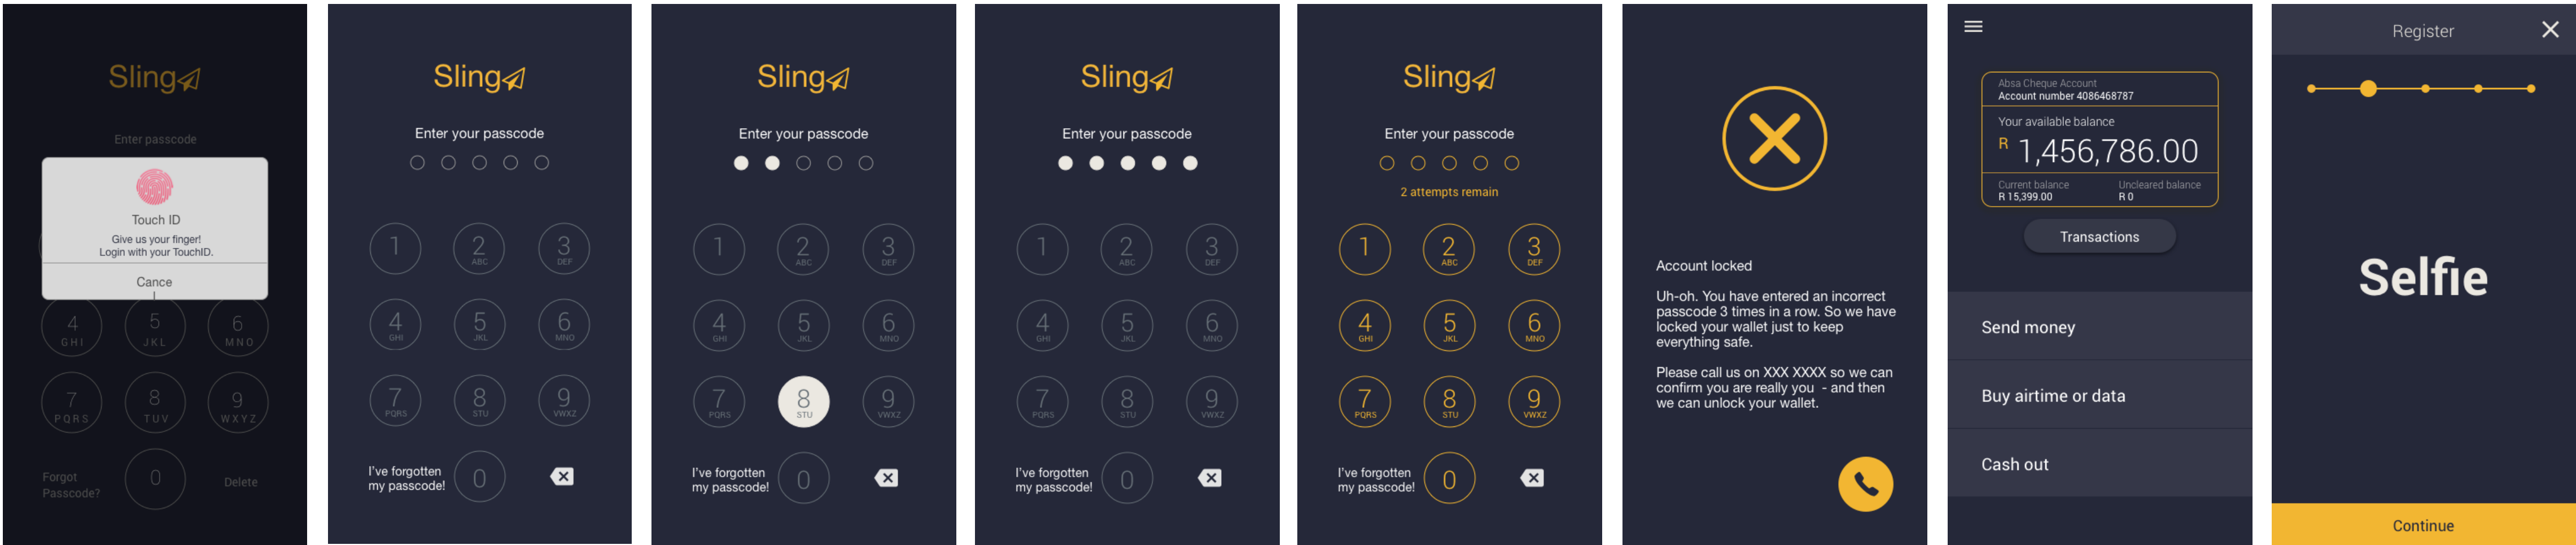 Sling
Enter passcode
Touch ID
Give us your finger!
Login with your TouchID.
Cance
l
4
GHI
5
JKL
6
MNO
7
PQRS
8
TUV
9
WXYZ
Forgot
Passcode?
0
Delete
Sling
Enter your passcode
1
2
ABC
3
DEF
4
GHI
5
JKL
6
MNO
7
PQRS
8
STU
9
VWXZ
I've forgotten
my passcode!
0
Sling
Enter your passcode
1
2
ABC
3
DEF
4
GHI
5
JKL
6
MNO
7
PQRS
8
STU
9
VWXZ
I've forgotten
my passcode!
0
Sling
Enter your passcode
1
2
ABC
3
DEF
4
GHI
5
JKL
6
MNO
7
PQRS
8
STU
9
VWXZ
I've forgotten
my passcode!
0
Sling
Enter your passcode
2 attempts remain
1
2
ABC
3
DEF
4
GHI
5
JKL
6
MNO
7
PQRS
8
STU
9
VWXZ
I've forgotten
my passcode!
0
Account locked
Uh-oh. You have entered an incorrect
passcode 3 times in a row. So we have
locked your wallet just to keep
everything safe.
Please call us on XXX XXXX so we can
confirm you are really you - and then
we can unlock your wallet.
Absa Cheque Account
Account number 4086468787
Your available balance
R 1,456,786.00
Current balance
R 15,399.00
Uncleared balance
R 0
Transactions
Send money
Buy airtime or data
Cash out
Register
Selfie
Continue